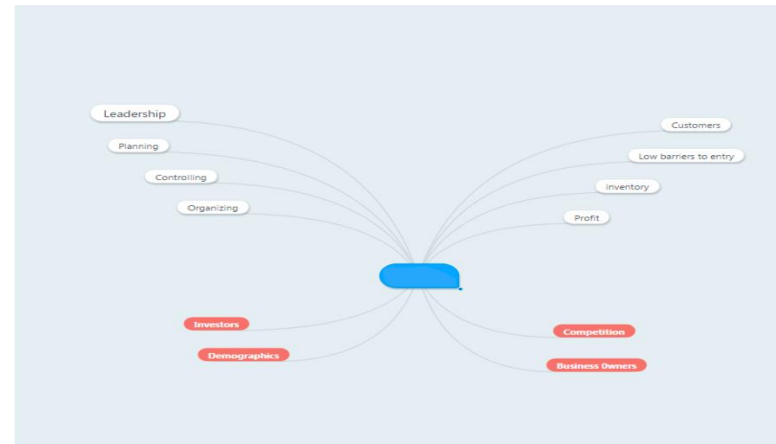 Leadership
Planning
Controlling
Organizing
Customers
Low barriers to entry
inventory
Profit
Investors
Demographics
Competition
Business Owners